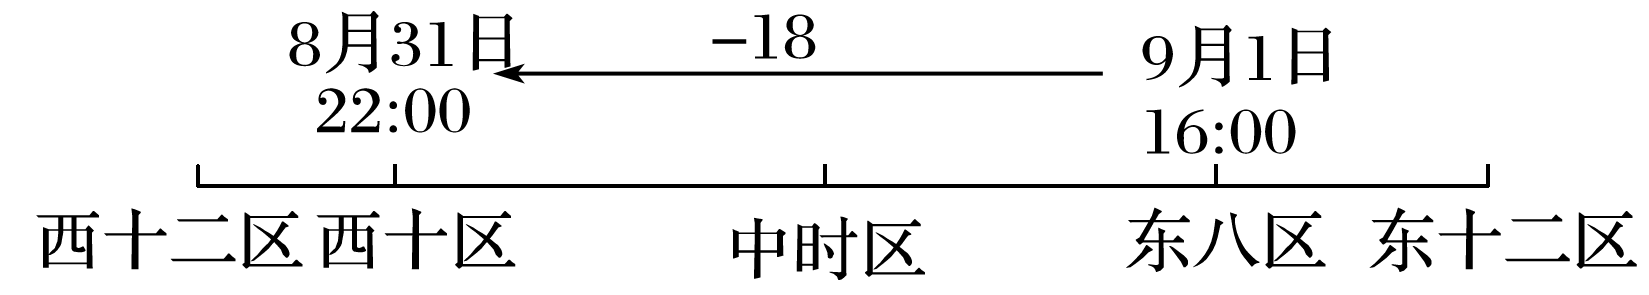 8月31日
22:00
−18
9月1日
16:00
西十二区 西十区 中时区 东八区 东十二区